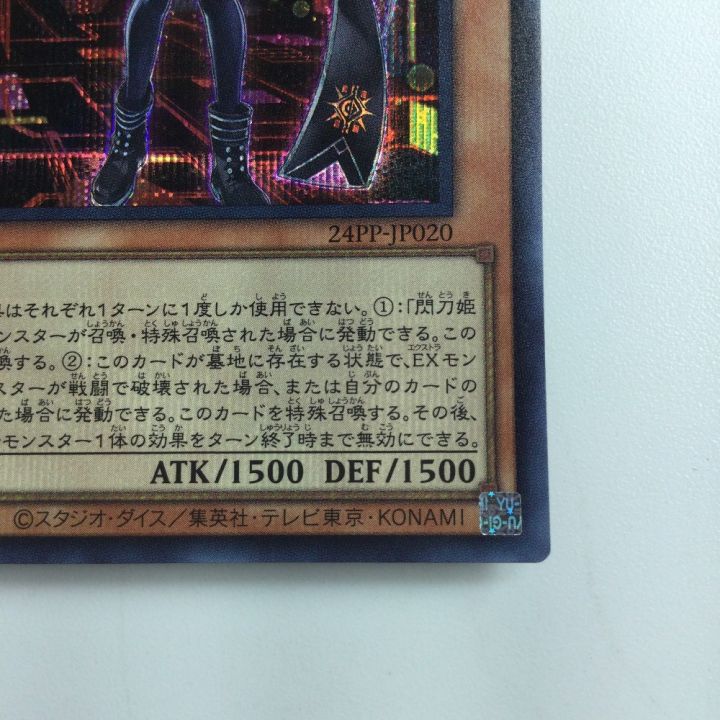 24PP-JP020
はそれぞれ1ターンに1度しか使用できない。①:「閃刀姫
ンスターが召喚・特殊召喚された場合に発動できる。この
喚する。②:このカードが墓地に存在する状態で、EXモン
スターが戦闘で破壊された場合、または自分のカードの
た場合に発動できる。このカードを特殊召喚する。その後、
モンスター1体の効果をターン終了時まで無効にできる。
ATK/1500 DEF/1500
©スタジオ・ダイス/集英社・テレビ東京・KONAMI